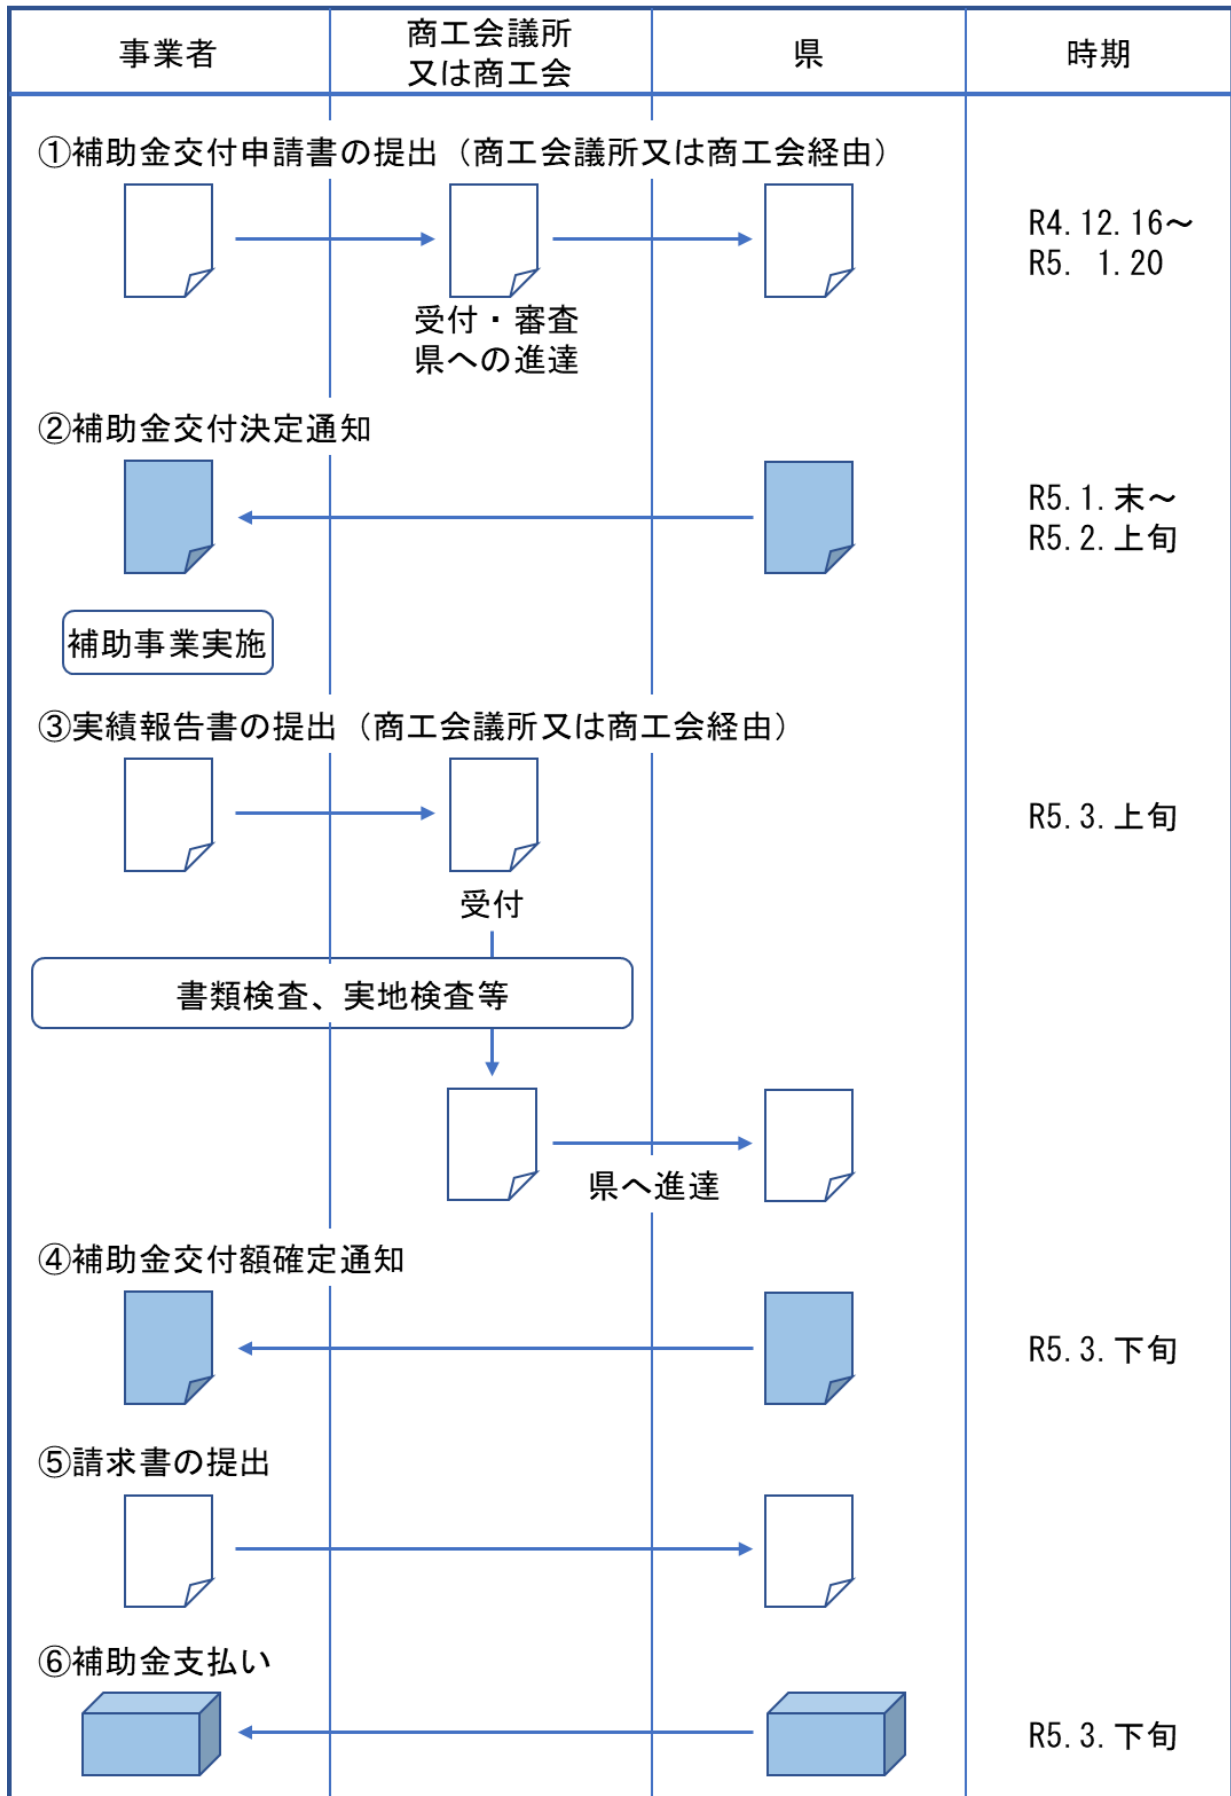 事業者
商工会議所
又は商工会
県
時期
①補助金交付申請書の提出（商工会議所又は商工会経由）
R4.12.16～
R5. 1.20
受付・審査
県への進達
②補助金交付決定通知
R5.1.末～
R5.2.上旬
補助事業実施
③実績報告書の提出（商工会議所又は商工会経由）
R5.3.上旬
受付
書類検査、実地検査等
県へ進達
④補助金交付額確定通知
R5.3.下旬
⑤請求書の提出
⑥補助金支払い
R5.3.下旬